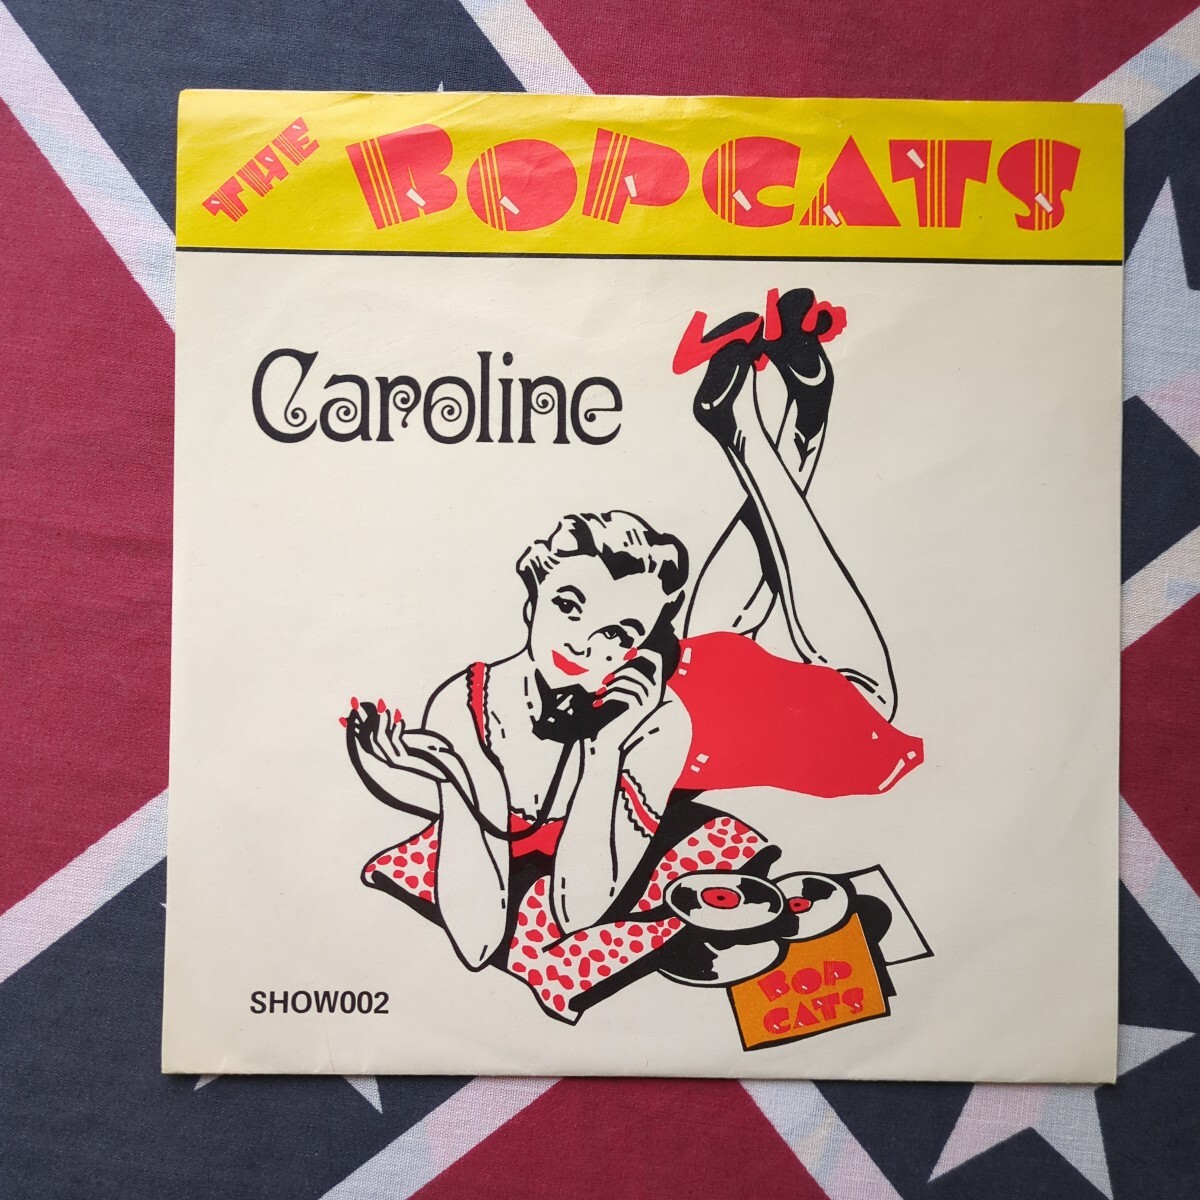 THE BOPCATS
Caroline
BOP
CATS
SHOW002